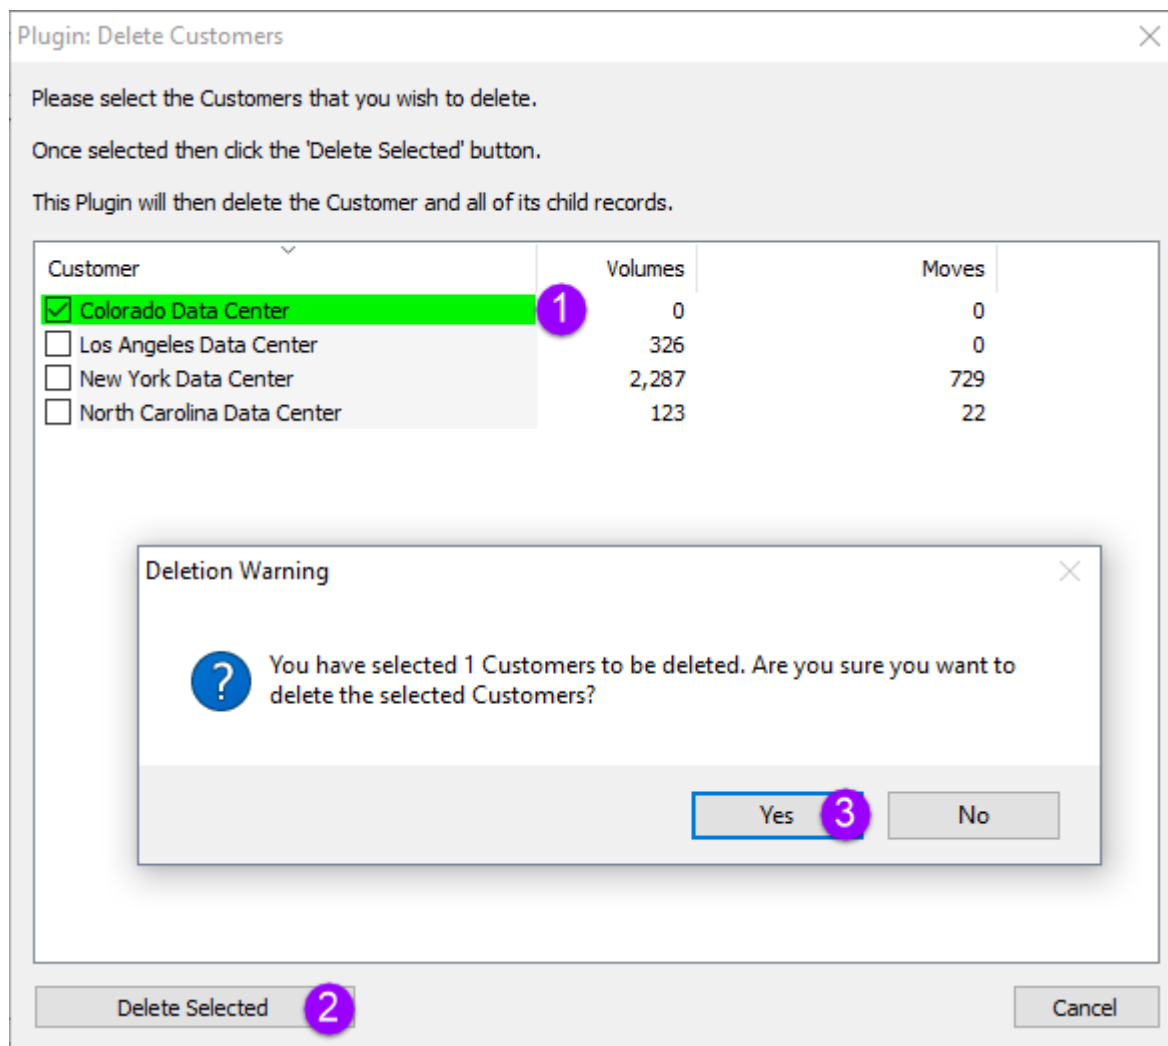 Plugin: Delete Customers
Please select the Customers that you wish to delete.
Once selected then click the 'Delete Selected' button.
This Plugin will then delete the Customer and all of its child records.
Customer Volumes Moves
Colorado Data Center 1 0 0
Los Angeles Data Center 326 0
New York Data Center 2,287 729
North Carolina Data Center 123 22
Deletion Warning
? You have selected 1 Customers to be deleted. Are you sure you want to
delete the selected Customers?
Yes 3 No
Delete Selected 2 Cancel